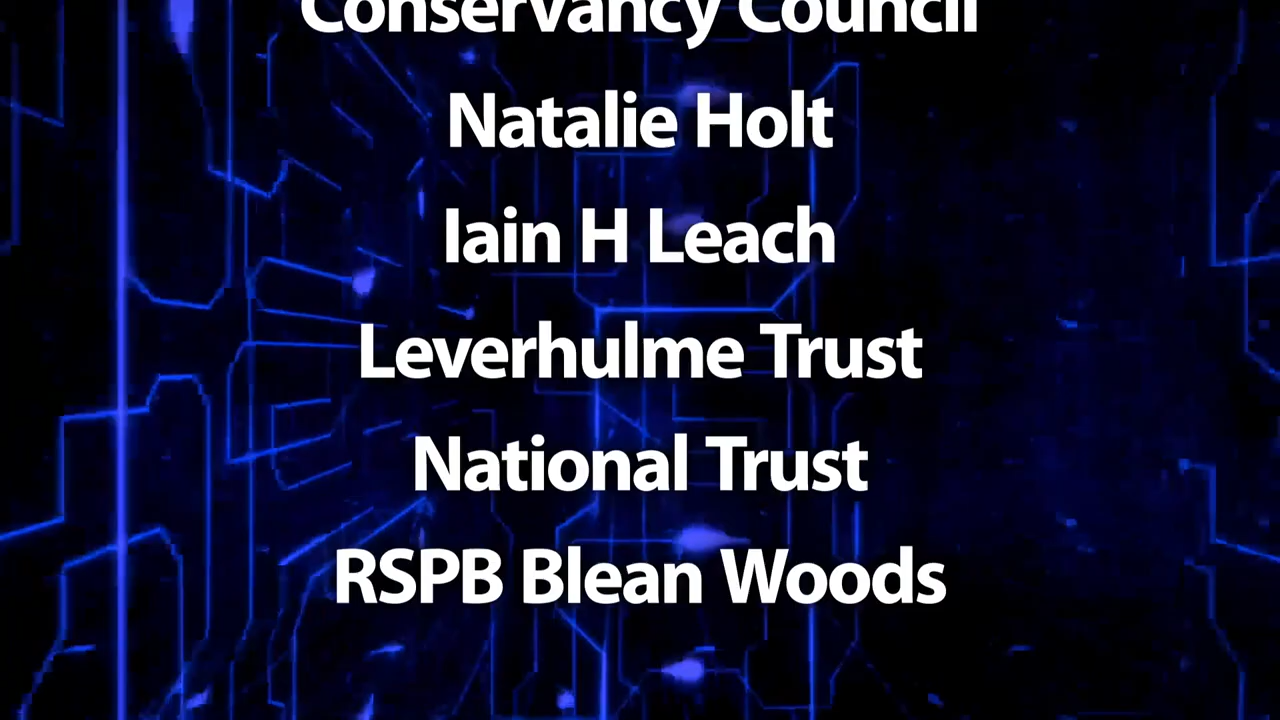 Conservancy Council
Natalie Holt
Iain H Leach
Leverhulme Trust
National Trust
RSPB Blean Woods